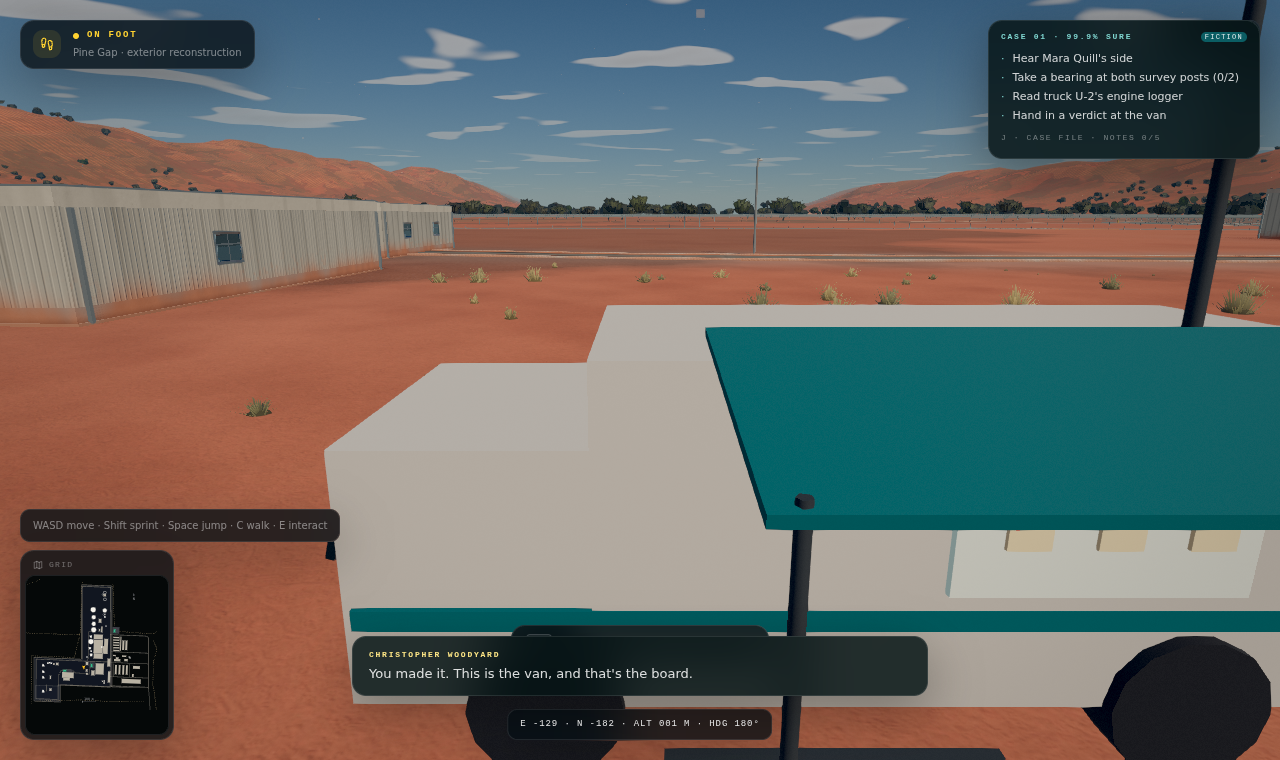 ON FOOT
Pine Gap · exterior reconstruction
CASE 01 · 99.9% SURE
FICTION
· Hear Mara Quill's side
· Take a bearing at both survey posts (0/2)
· Read truck U-2's engine logger
· Hand in a verdict at the van
J · CASE FILE · NOTES 0/5
WASD move · Shift sprint · Space jump · C walk · E interact
GRID
CHRISTOPHER WOODYARD
You made it. This is the van, and that's the board.
E -129 · N -182 · ALT 001 M · HDG 180°